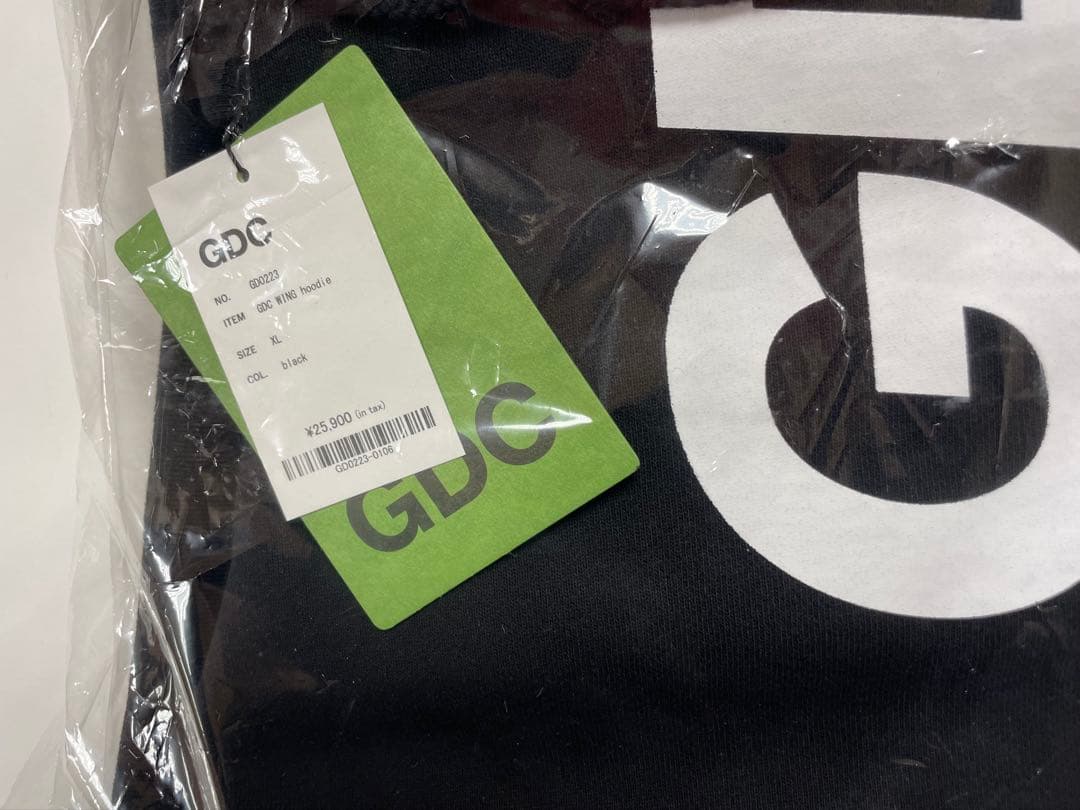 GDC
NO. GD0223
ITEM GDC WING hoodie
SIZE XL
COL. black
¥25,900 (in tax)
GD0223-0106
GDC
G